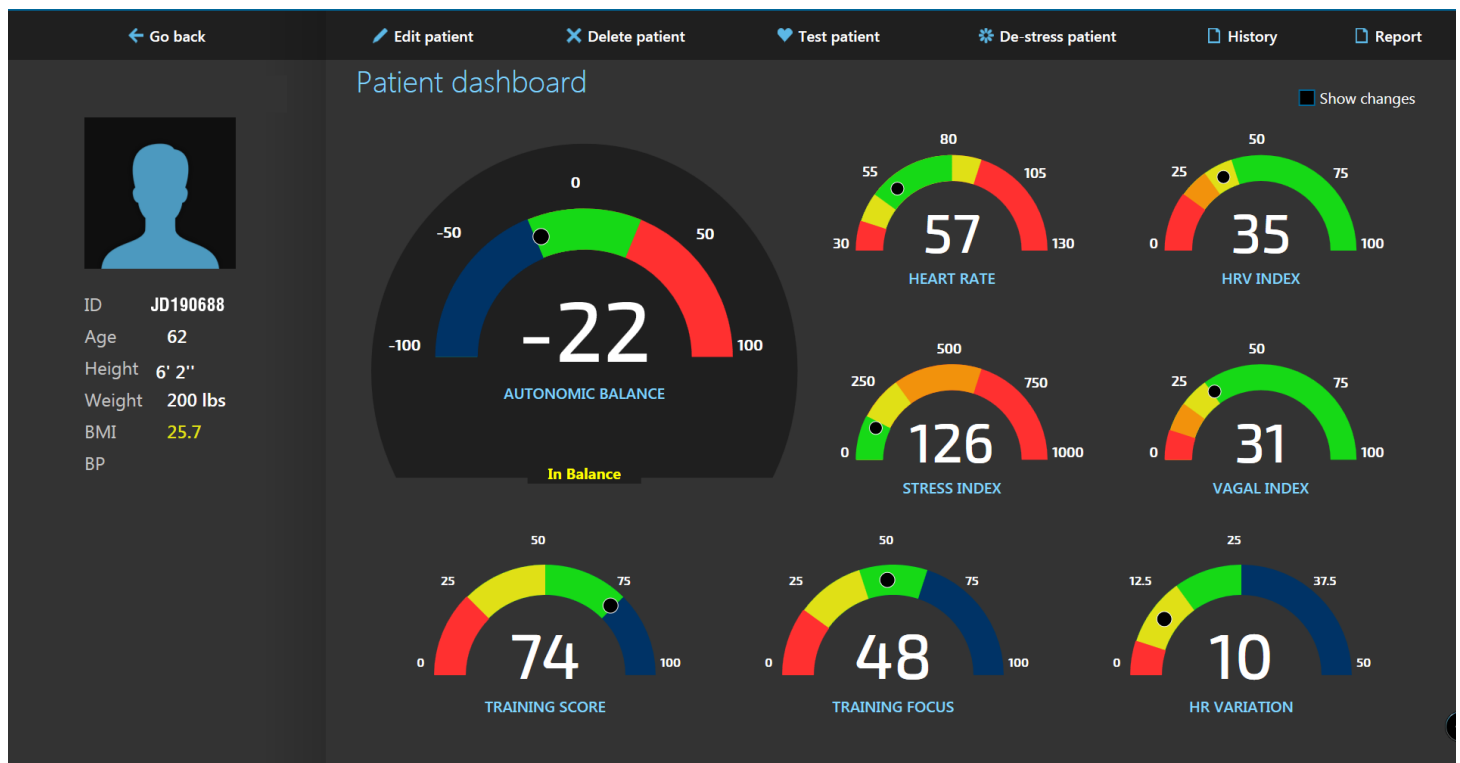 Go back
Edit patient
Delete patient
Test patient
De-stress patient
History
Report
Patient dashboard
Show changes
ID JD190688
Age 62
Height 6' 2''
Weight 200 lbs
BMI 25.7
BP
-100
-50
0
50
100
-22
AUTONOMIC BALANCE
In Balance
30
55
80
105
130
57
HEART RATE
0
25
50
75
100
35
HRV INDEX
0
250
500
750
1000
126
STRESS INDEX
0
25
50
75
100
31
VAGAL INDEX
0
25
50
75
100
74
TRAINING SCORE
0
25
50
75
100
48
TRAINING FOCUS
0
12.5
25
37.5
50
10
HR VARIATION